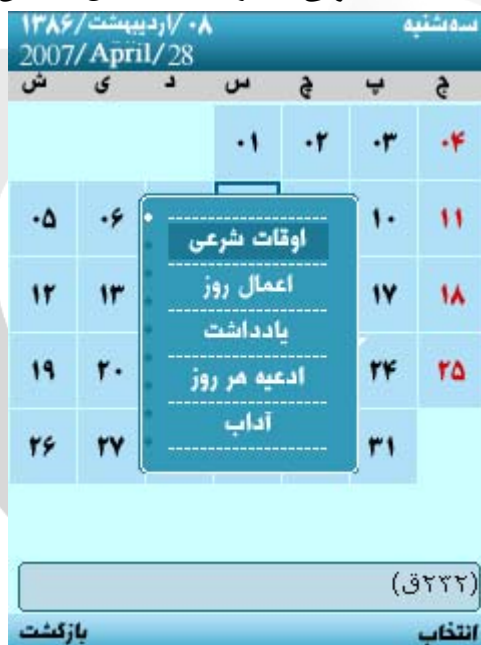 سه‌شنبه ۰۸/اردیبهشت/۱۳۸۶
2007/April/28
ش ی د س چ پ ج
۰۱ ۰۲ ۰۳ ۰۴
۰۵ ۰۶ ۱۰ ۱۱
اوقات شرعی
۱۲ ۱۳ ۱۷ ۱۸
اعمال روز
یادداشت
۱۹ ۲۰ ۲۴ ۲۵
ادعیه هر روز
آداب
۲۶ ۲۷ ۳۱
(۲۳۲ق)
انتخاب بازگشت